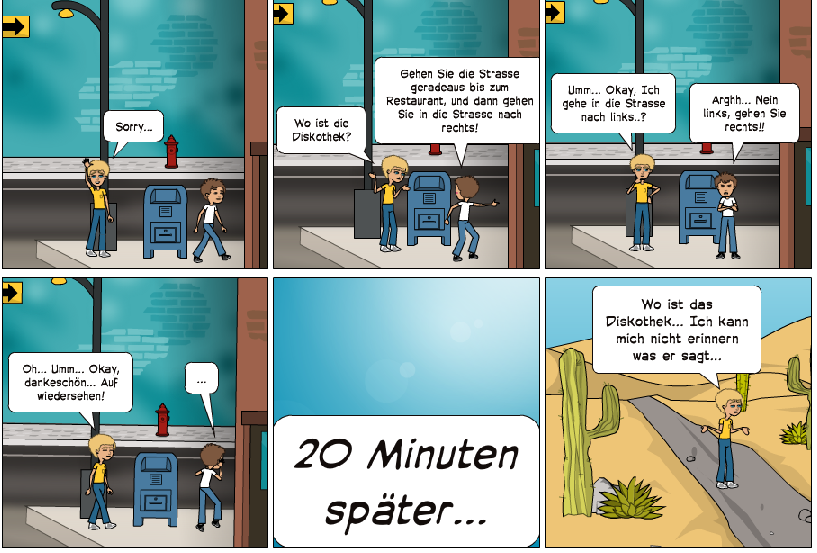 Sorry...
Wo ist die
Diskothek?
Gehen Sie die Strasse
geradeaus bis zum
Restaurant, und dann gehen
Sie in die Strasse nach
rechts!
Umm... Okay, Ich
gehe in die Strasse
nach links..?
Arghh... Nein
links, gehen Sie
rechts!!
Oh... Umm... Okay,
dankeschön... Auf
wiedersehen!
...
20 Minuten
später...
Wo ist das
Diskothek... Ich kann
mich nicht erinnern
was er sagt...